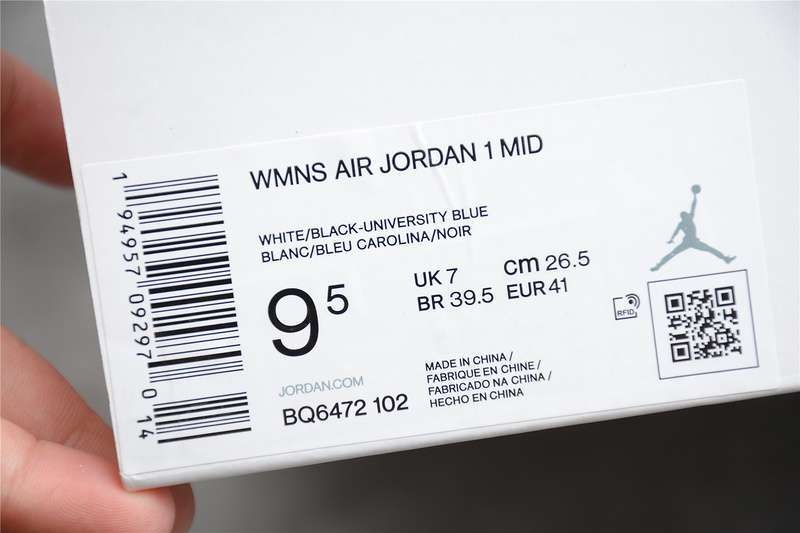 WMNS AIR JORDAN 1 MID
WHITE/BLACK-UNIVERSITY BLUE
BLANC/BLEU CAROLINA/NOIR
9⁵
UK 7
cm 26.5
BR 39.5
EUR 41
RFID
JORDAN.COM
BQ6472 102
MADE IN CHINA /
FABRIQUE EN CHINE /
FABRICADO NA CHINA /
HECHO EN CHINA
1 94957 09297 0 14